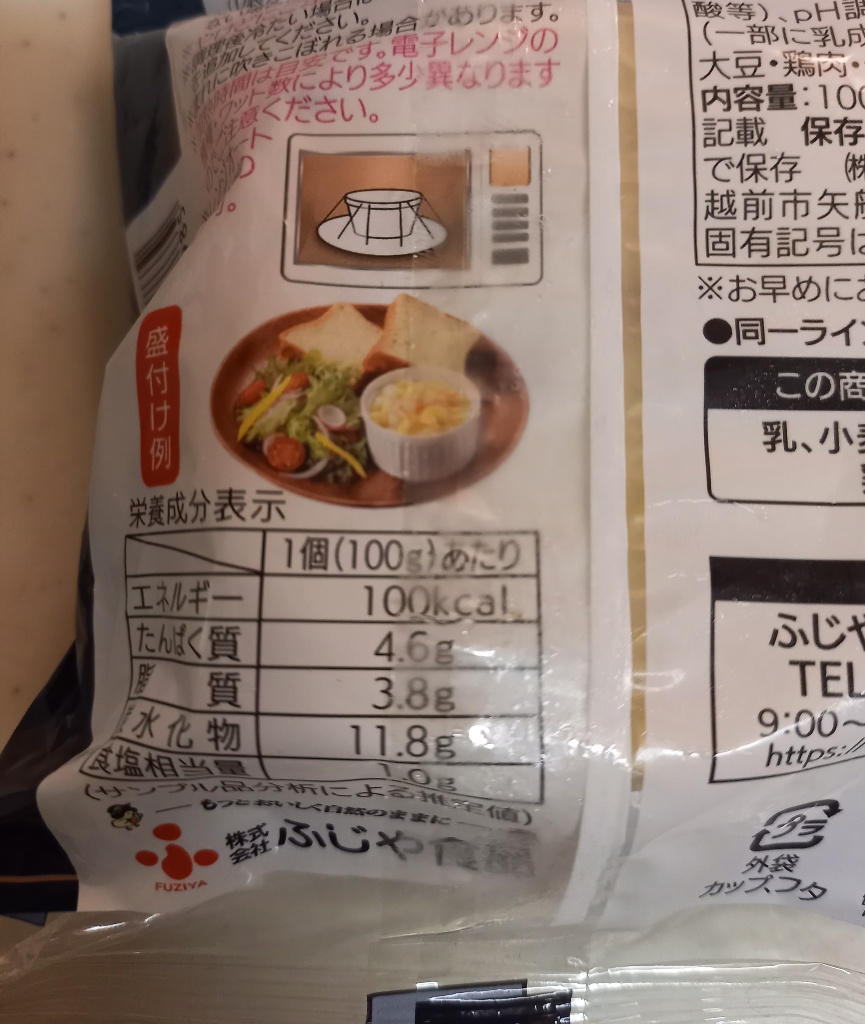 場合があります。
電子レンジの
ワット数により多少異なります
ください。
盛付け例
栄養成分表示
1個(100g)あたり
エネルギー 100kcal
たんぱく質 4.6g
脂質 3.8g
水化物 11.8g
食塩相当量 1.0g
(サンプル品分析による推定値)
もっとおいしく自然のままに
FUZIYA
株式会社 ふじや食品
酸等)、pH調
(一部に乳成
大豆・鶏肉・
内容量:100
記載 保存
で保存 (株
越前市矢船
固有記号は
※お早めにお
●同一ライン
この商
乳、小麦
ふじや
TEL
9:00~
https://
外袋
カップ、フタ